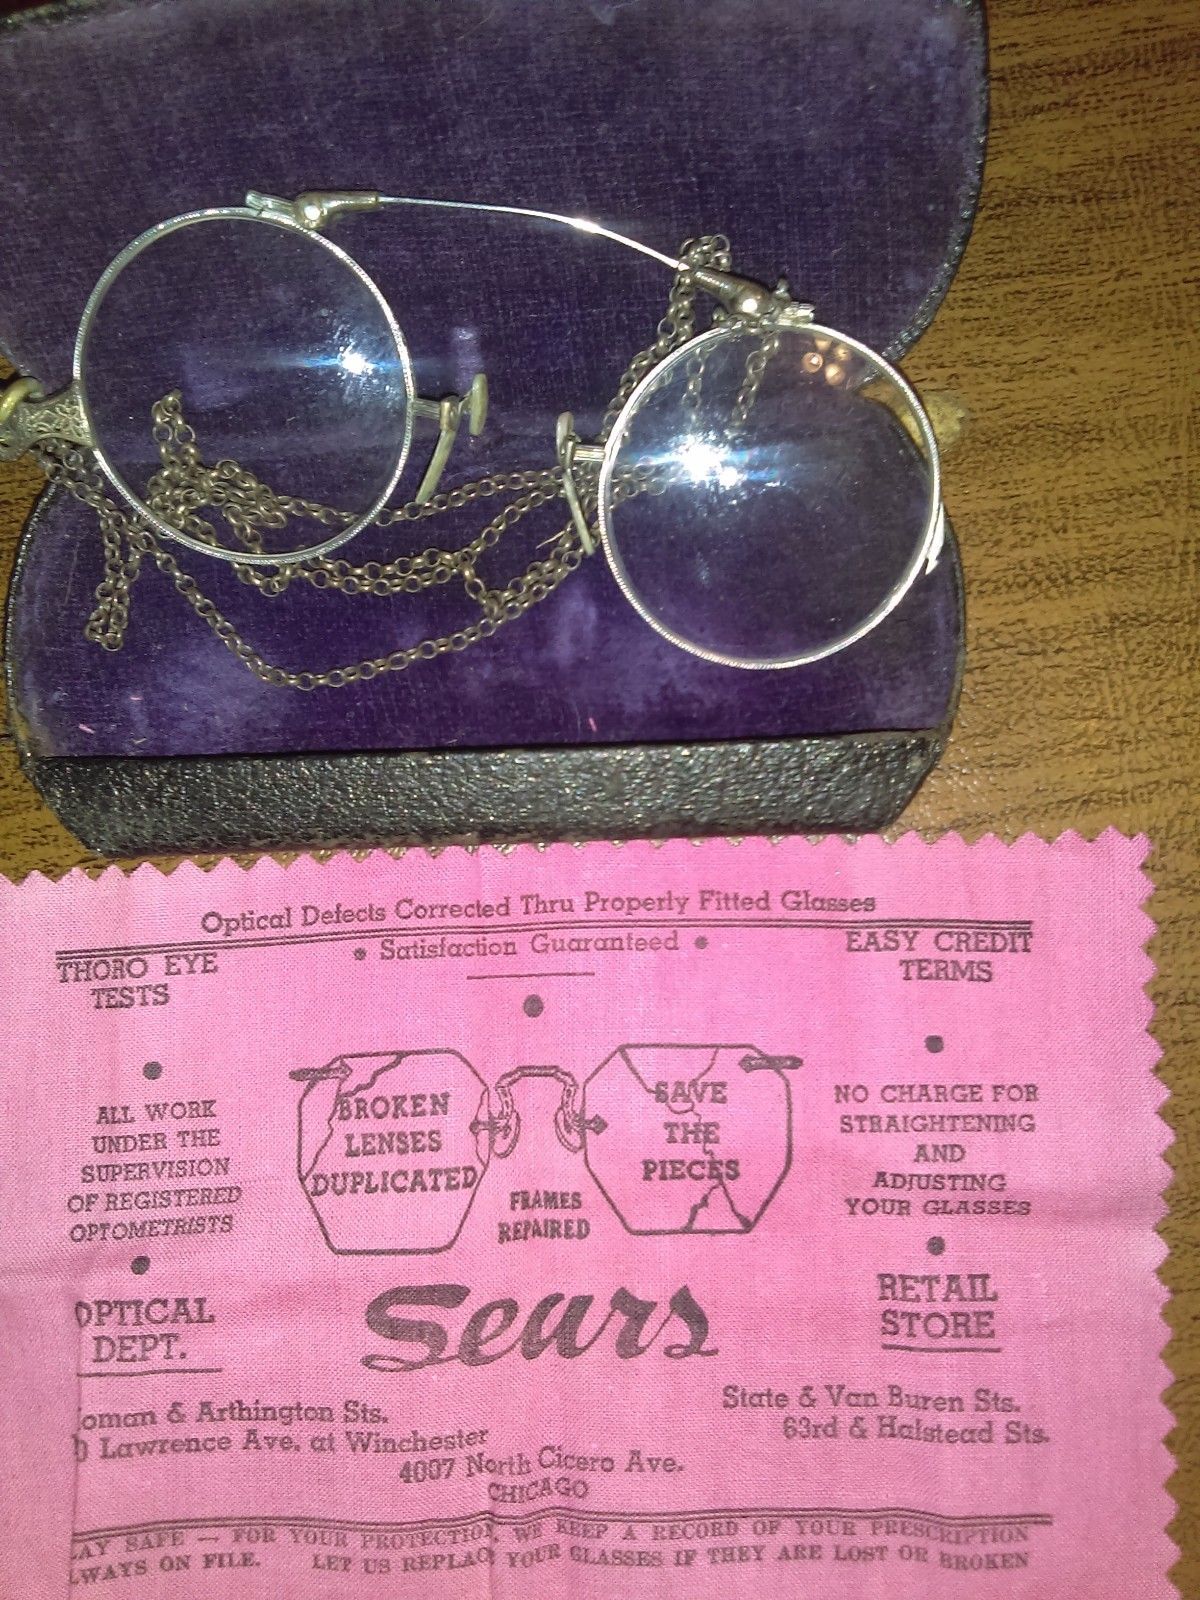 Optical Defects Corrected Thru Properly Fitted Glasses
• Satisfaction Guaranteed •
THORO EYE
TESTS
ALL WORK
UNDER THE
SUPERVISION
OF REGISTERED
OPTOMETRISTS
OPTICAL
DEPT.
BROKEN
LENSES
DUPLICATED
FRAMES
REPAIRED
SAVE
THE
PIECES
EASY CREDIT
TERMS
NO CHARGE FOR
STRAIGHTENING
AND
ADJUSTING
YOUR GLASSES
RETAIL
STORE
Sears
oman & Arthington Sts.
Lawrence Ave. at Winchester
State & Van Buren Sts.
63rd & Halstead Sts.
4007 North Cicero Ave.
CHICAGO
LAY SAFE — FOR YOUR PROTECTION, WE KEEP A RECORD OF YOUR PRESCRIPTION
LWAYS ON FILE. LET US REPLAC YOUR GLASSES IF THEY ARE LOST OR BROKEN